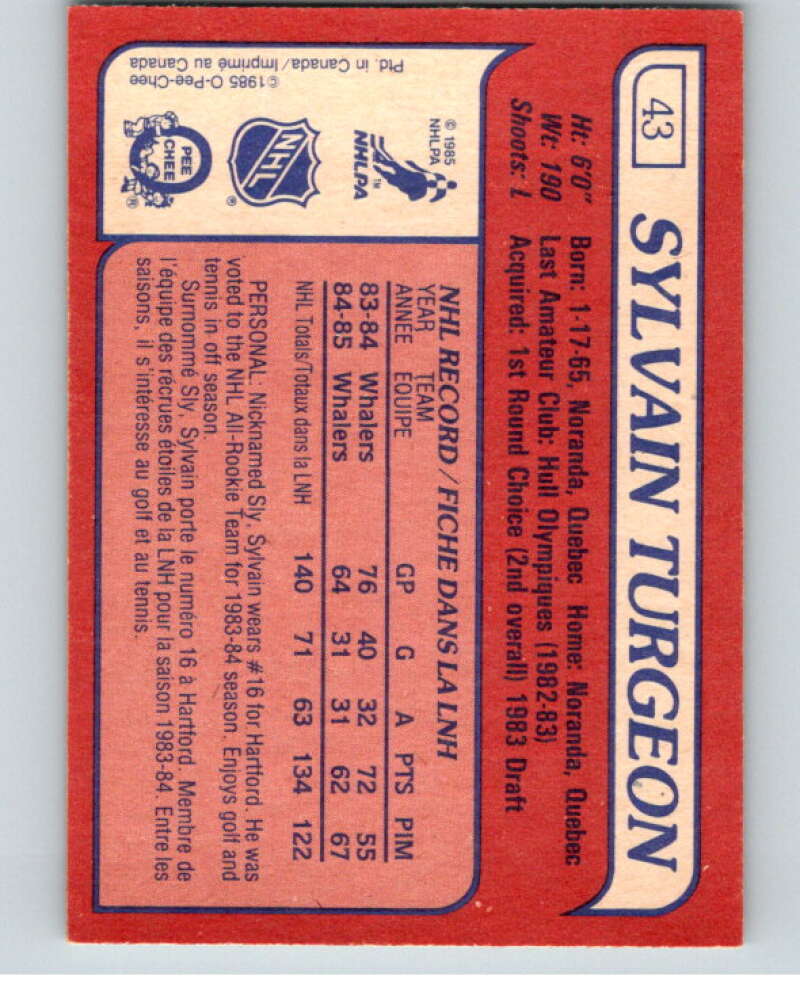 43
SYLVAIN TURGEON
Ht: 6'0" Born: 1-17-65, Noranda, Quebec Home: Noranda, Quebec
Wt: 190 Last Amateur Club: Hull Olympiques (1982-83)
Shoots: L Acquired: 1st Round Choice (2nd overall) 1983 Draft
© 1985
NHLPA
NHLPA
TM
NHL
®
O
PEE
CHEE
®
©1985 O-Pee-Chee
Ptd. in Canada/Imprimé au Canada
NHL RECORD/FICHE DANS LA LNH
YEAR TEAM
ANNÉE ÉQUIPE GP G A PTS PIM
83-84 Whalers 76 40 32 72 55
84-85 Whalers 64 31 31 62 67
NHL Totals/Totaux dans la LNH 140 71 63 134 122
PERSONAL: Nicknamed Sly, Sylvain wears #16 for Hartford. He was
voted to the NHL All-Rookie Team for 1983-84 season. Enjoys golf and
tennis in off season.
Surnommé Sly, Sylvain porte le numéro 16 à Hartford. Membre de
l'équipe des récrues étoiles de la LNH pour la saison 1983-84. Entre les
saisons, il s'intéresse au golf et au tennis.